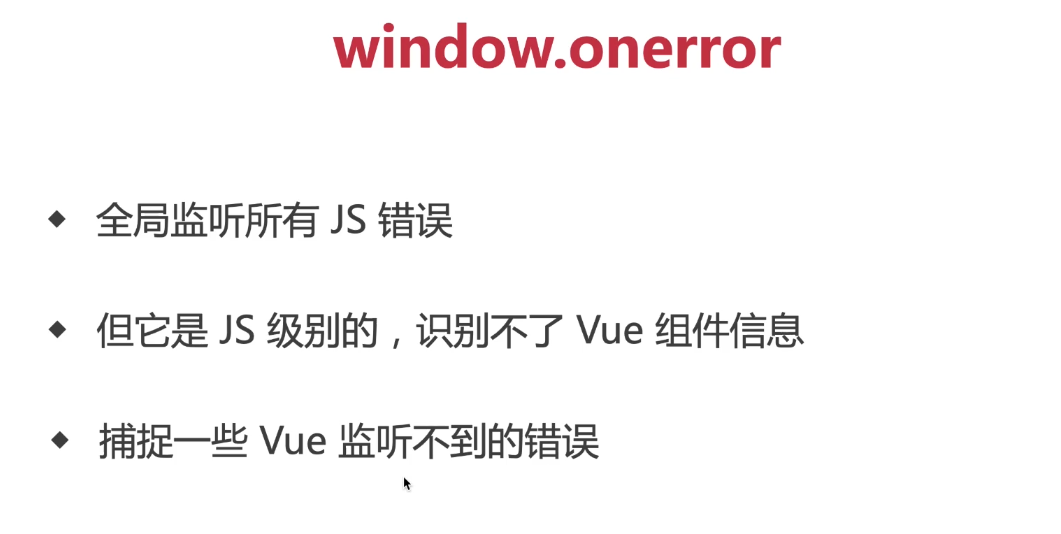 window.onerror
◆ 全局监听所有 JS 错误
◆ 但它是 JS 级别的，识别不了 Vue 组件信息
◆ 捕捉一些 Vue 监听不到的错误